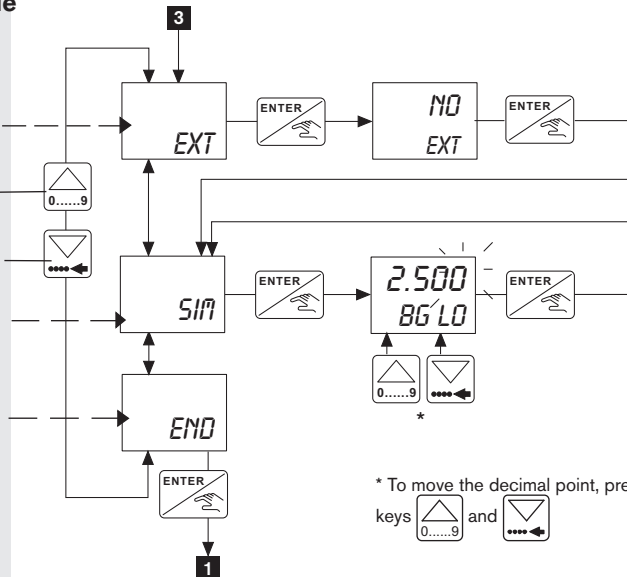 3
ENTER
NO
ENTER
EXT
EXT
0......9
ENTER
2.500
ENTER
SIM
BG LO
0......9
END
*
ENTER
* To move the decimal point, pre
keys
and
0......9
1